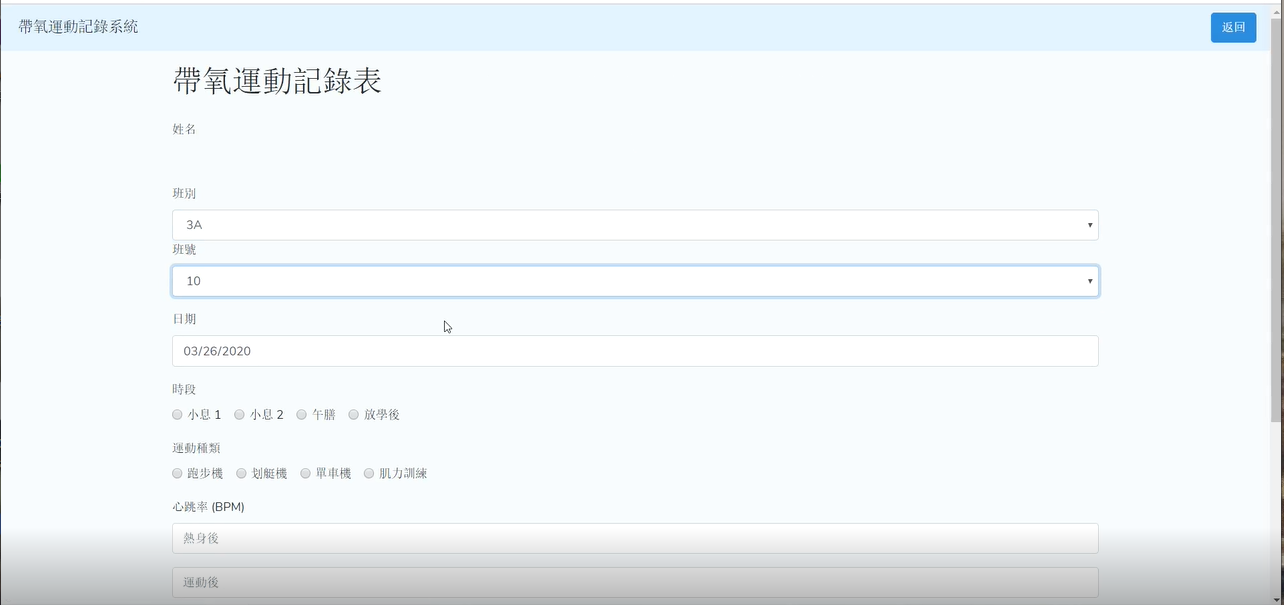 帶氧運動記錄系統
返回
帶氧運動記錄表
姓名
班別
3A
班號
10
日期
03/26/2020
時段
小息 1 小息 2 午膳 放學後
運動種類
跑步機 划艇機 單車機 肌力訓練
心跳率 (BPM)
熱身後
運動後